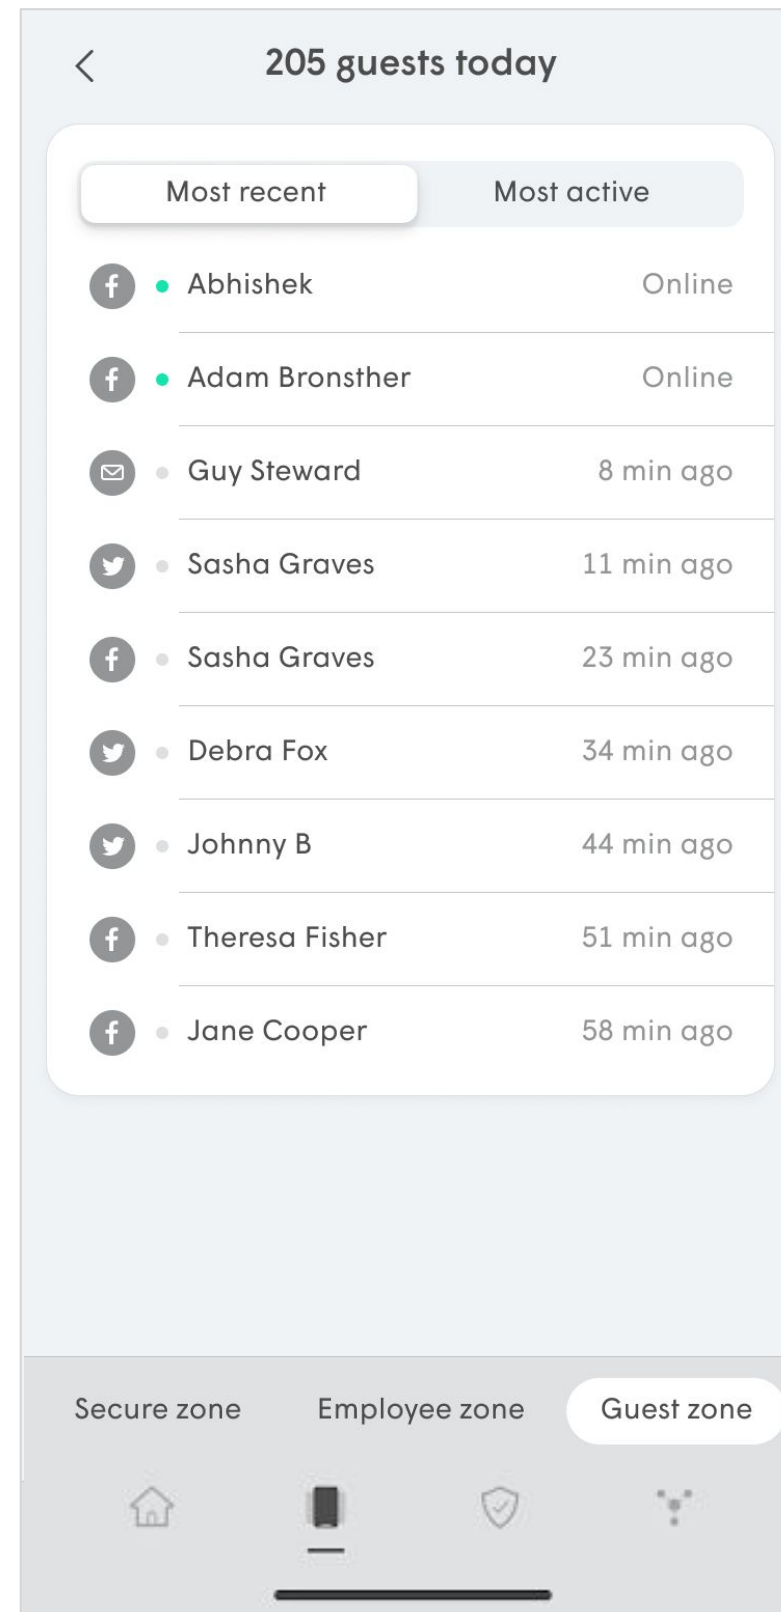 205 guests today
Most recent Most active
Abhishek Online
Adam Bronsther Online
Guy Steward 8 min ago
Sasha Graves 11 min ago
Sasha Graves 23 min ago
Debra Fox 34 min ago
Johnny B 44 min ago
Theresa Fisher 51 min ago
Jane Cooper 58 min ago
Secure zone Employee zone Guest zone